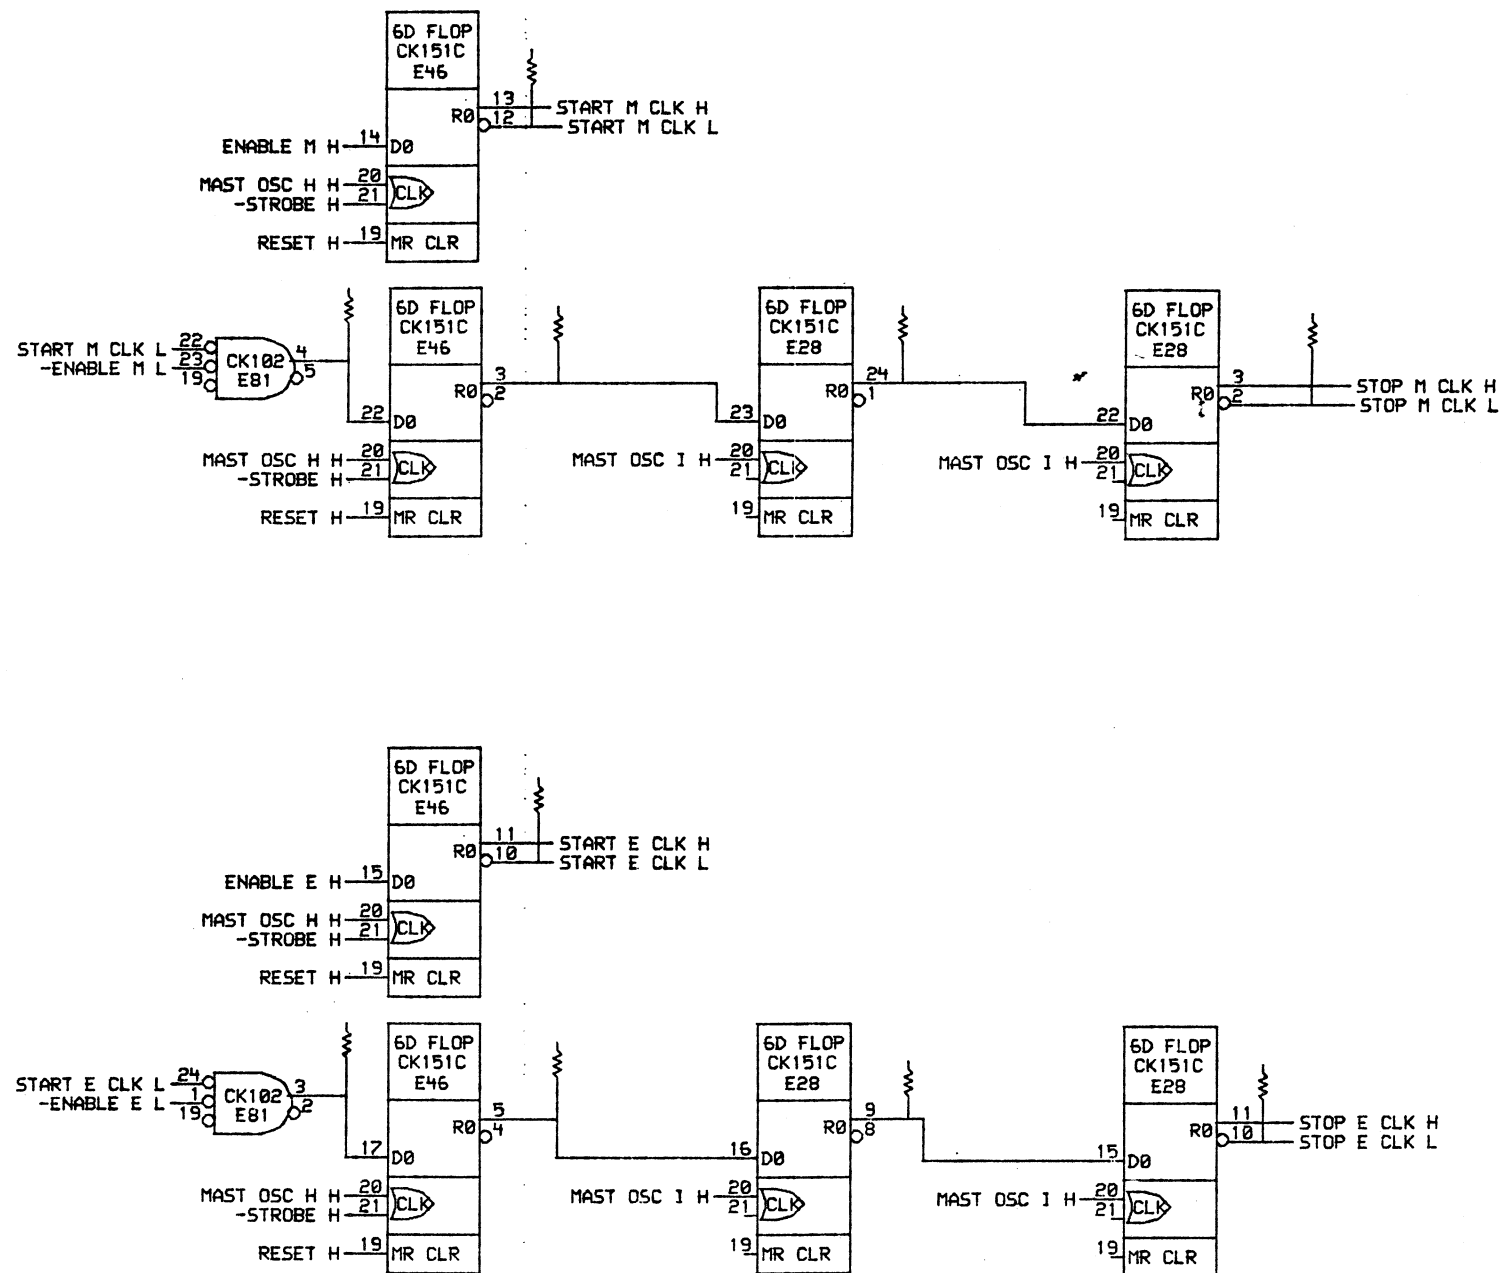 6D FLOP
CK151C
E46
13
R0
12
START M CLK H
START M CLK L
ENABLE M H
14
D0
MAST OSC H H
20
-STROBE H
21
CLK
RESET H
19
MR CLR
START M CLK L
22
-ENABLE M L
23
19
CK102
E81
4
5
6D FLOP
CK151C
E46
3
R0
2
22
D0
MAST OSC H H
20
-STROBE H
21
CLK
RESET H
19
MR CLR
6D FLOP
CK151C
E28
24
R0
1
23
D0
MAST OSC I H
20
21
CLK
19
MR CLR
6D FLOP
CK151C
E28
3
R0
2
STOP M CLK H
STOP M CLK L
22
D0
MAST OSC I H
20
21
CLK
19
MR CLR
6D FLOP
CK151C
E46
11
R0
10
START E CLK H
START E CLK L
ENABLE E H
15
D0
MAST OSC H H
20
-STROBE H
21
CLK
RESET H
19
MR CLR
START E CLK L
24
-ENABLE E L
1
19
CK102
E81
3
2
6D FLOP
CK151C
E46
5
R0
4
17
D0
MAST OSC H H
20
-STROBE H
21
CLK
RESET H
19
MR CLR
6D FLOP
CK151C
E28
9
R0
8
16
D0
MAST OSC I H
20
21
CLK
19
MR CLR
6D FLOP
CK151C
E28
11
R0
10
STOP E CLK H
STOP E CLK L
15
D0
MAST OSC I H
20
21
CLK
19
MR CLR